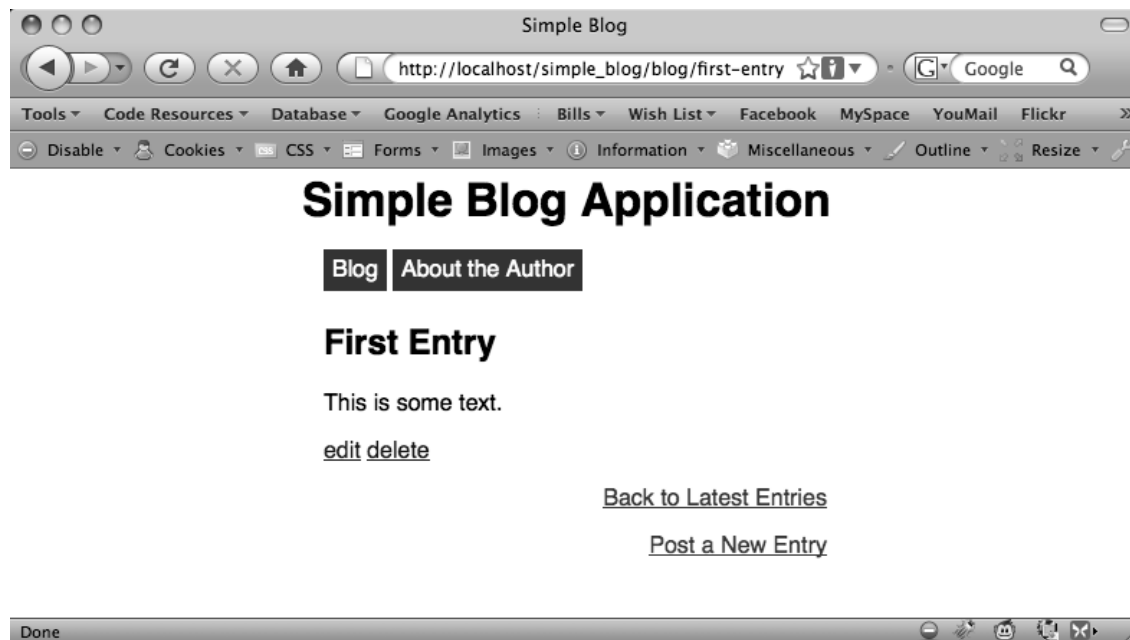 Simple Blog
http://localhost/simple_blog/blog/first-entry G Google
Tools Code Resources Database Google Analytics Bills Wish List Facebook MySpace YouMail Flickr »
Disable Cookies CSS CSS Forms Images Information Miscellaneous Outline Resize
Simple Blog Application
Blog About the Author
First Entry
This is some text.
edit delete
Back to Latest Entries
Post a New Entry
Done